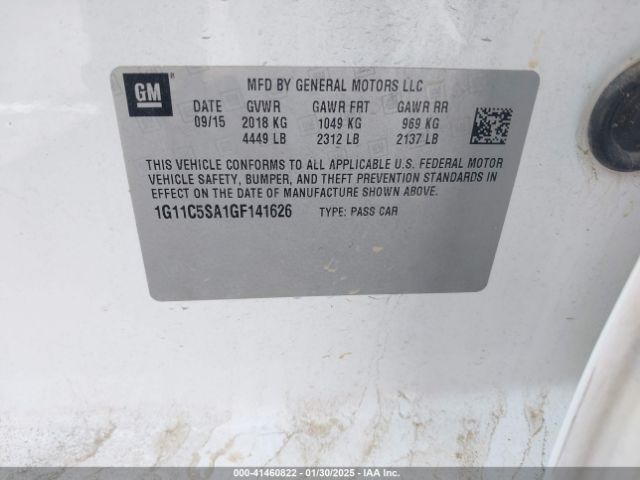 GM
MFD BY GENERAL MOTORS LLC
DATE GVWR GAWR FRT GAWR RR
09/15 2018 KG 1049 KG 969 KG
4449 LB 2312 LB 2137 LB
THIS VEHICLE CONFORMS TO ALL APPLICABLE U.S. FEDERAL MOTOR
VEHICLE SAFETY, BUMPER, AND THEFT PREVENTION STANDARDS IN
EFFECT ON THE DATE OF MANUFACTURE SHOWN ABOVE.
1G11C5SA1GF141626 TYPE: PASS CAR
000-41460822 - 01/30/2025 - IAA Inc.